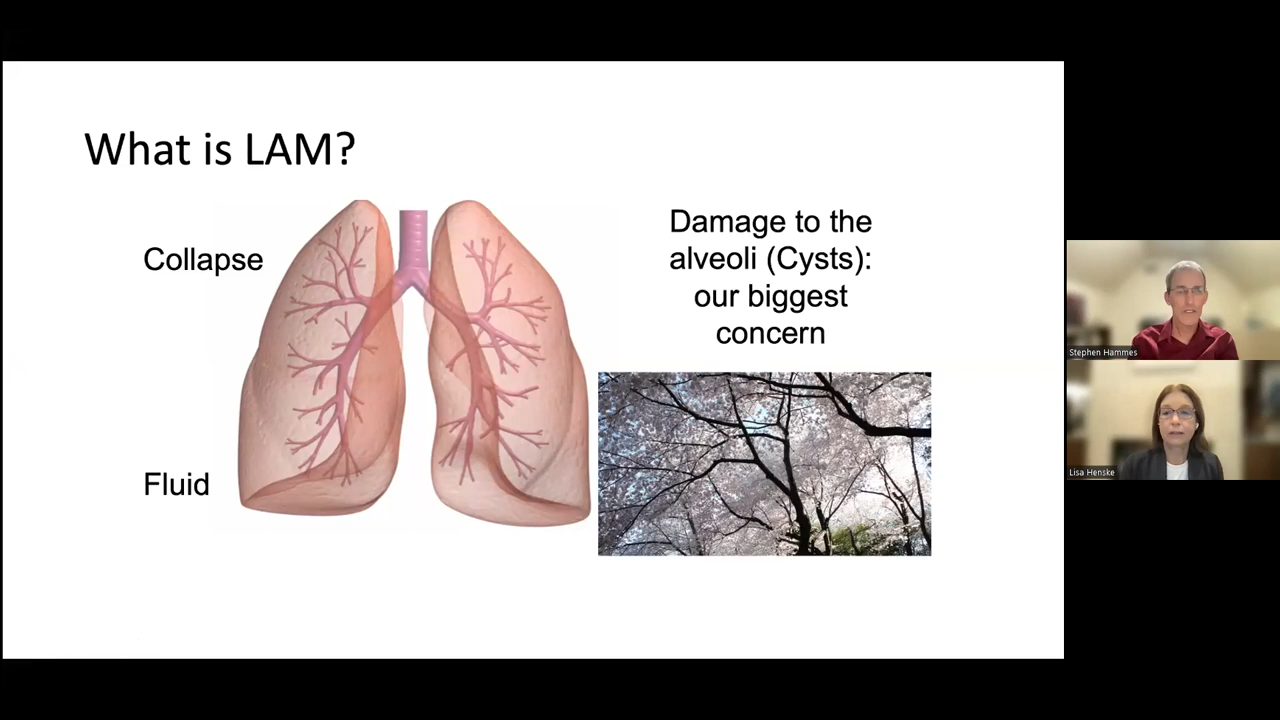 What is LAM?
Collapse
Fluid
Damage to the
alveoli (Cysts):
our biggest
concern
Stephen Hammes
Lisa Henske